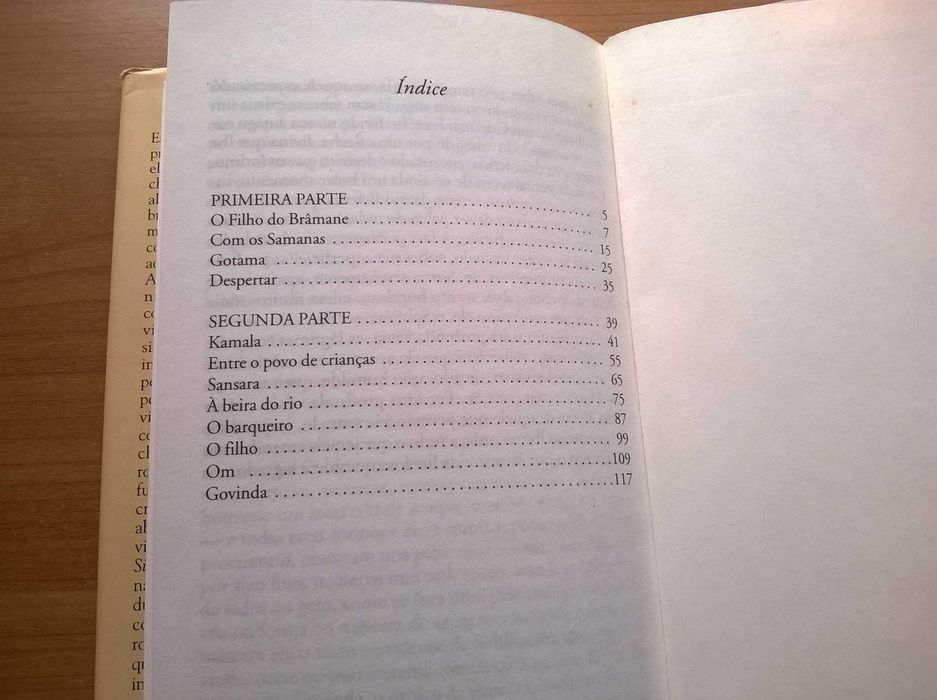 Índice
PRIMEIRA PARTE ........ 5
O Filho do Brâmane ........ 7
Com os Samanas ........ 15
Gotama ........ 25
Despertar ........ 35
SEGUNDA PARTE ........ 39
Kamala ........ 41
Entre o povo de crianças ........ 55
Sansara ........ 65
À beira do rio ........ 75
O barqueiro ........ 87
O filho ........ 99
Om ........ 109
Govinda ........ 117